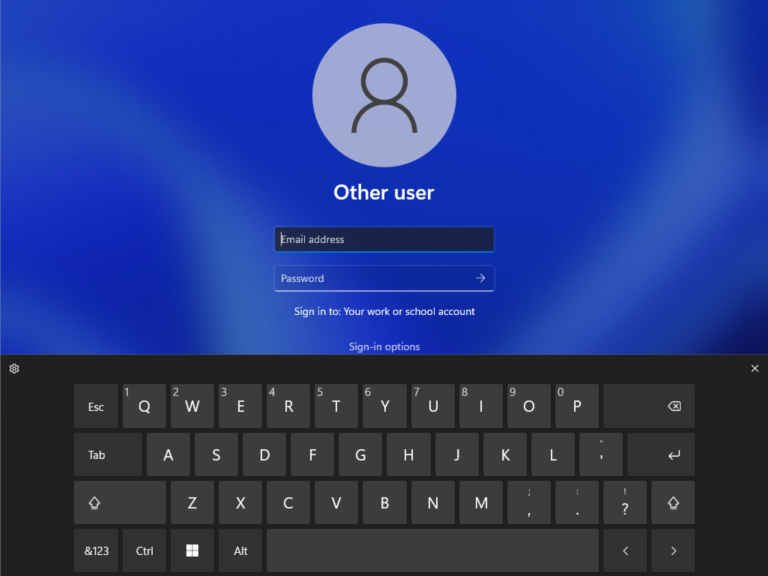 Other user
Email address
Password
Sign in to: Your work or school account
Sign-in options
Esc 1 Q 2 W 3 E 4 R 5 T 6 Y 7 U 8 I 9 O 0 P
Tab A S D F G H J K L " '
Z X C V B N M ; , : . ! ?
&123 Ctrl Alt < >